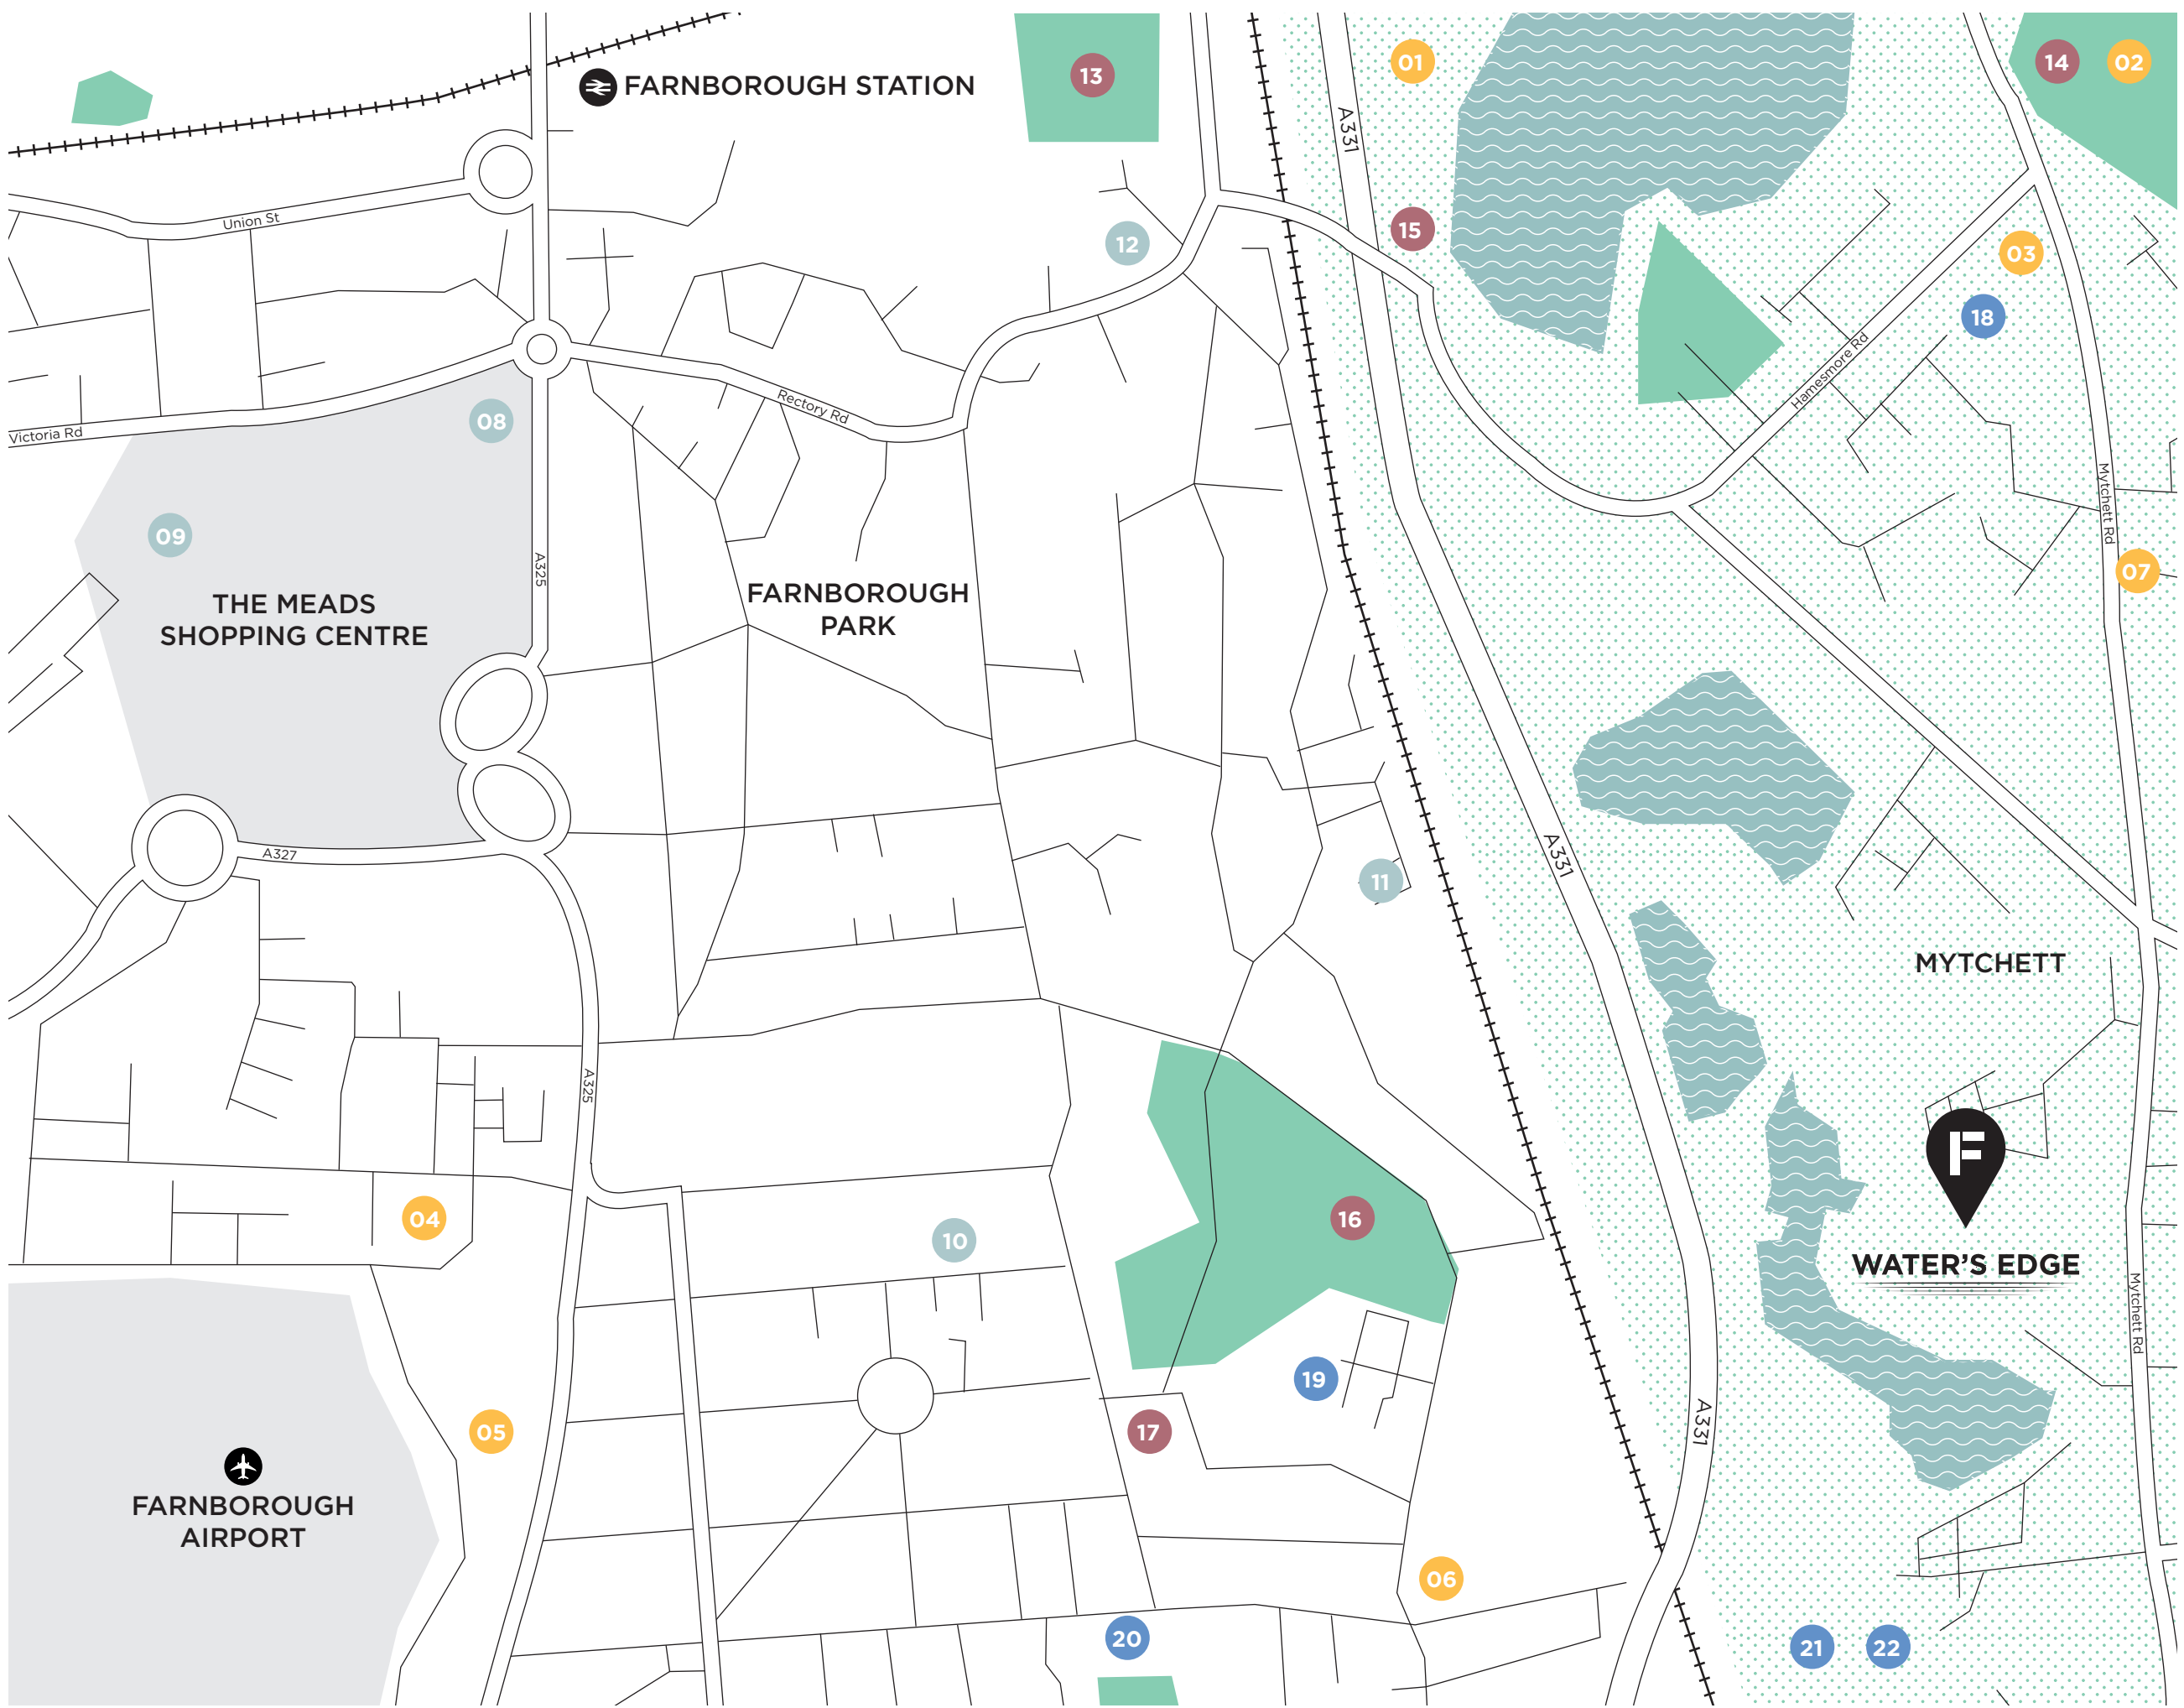 01
14
02
13
FARNBOROUGH STATION
A331
Union St
15
12
03
18
Hamesmore Rd
Rectory Rd
08
Victoria Rd
Mytchett Rd
09
A325
07
FARNBOROUGH
PARK
THE MEADS
SHOPPING CENTRE
A327
A331
11
MYTCHETT
A325
F
04
16
10
WATER'S EDGE
Mytchett Rd
19
05
17
A331
FARNBOROUGH
AIRPORT
06
20
21
22